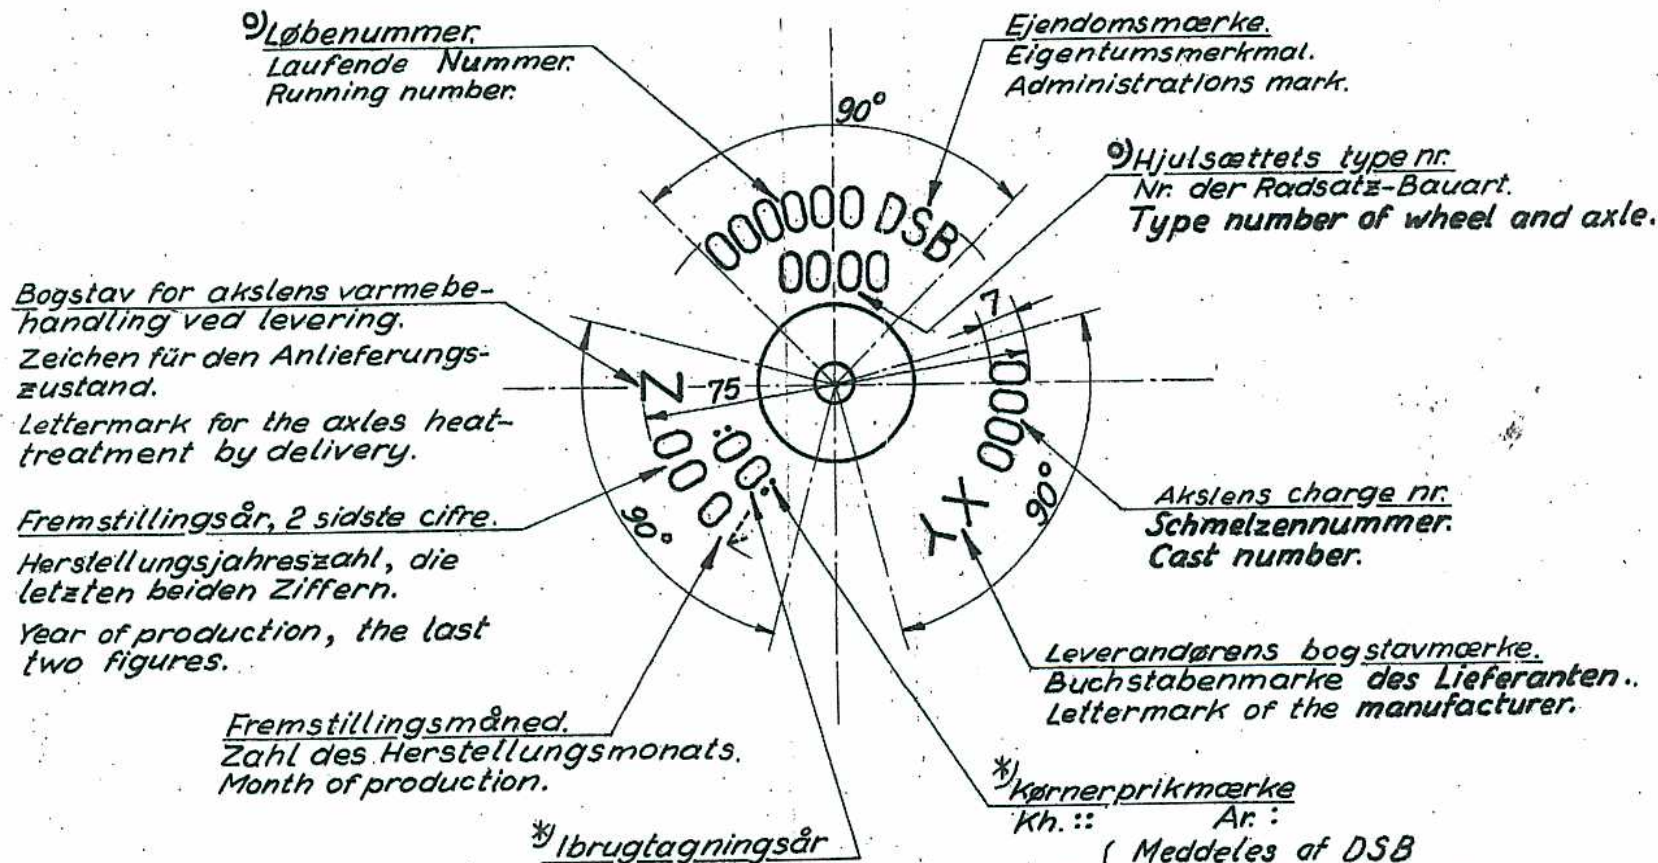 o) Løbenummer.
Laufende Nummer.
Running number.
Ejendomsmærke.
Eigentumsmerkmal.
Administrations mark.
90°
o) Hjulsættets type nr.
Nr. der Radsatz-Bauart.
Type number of wheel and axle.
000000 DSB
0000
Bogstav for akslens varmebe-
handling ved levering.
Zeichen für den Anlieferungs-
zustand.
Lettermark for the axles heat-
treatment by delivery.
7
Z
75
00 0
00
90°
0000
YX
90°
Akslens charge nr.
Schmelzennummer.
Cast number.
Fremstillingsår, 2 sidste cifre.
Herstellungsjahreszahl, die
letzten beiden Ziffern.
Year of production, the last
two figures.
Leverandørens bogstavmærke.
Buchstabenmarke des Lieferanten..
Lettermark of the manufacturer.
Fremstillingsmåned.
Zahl des Herstellungsmonats.
Month of production.
*) Kørnerprikmærke
Kh. :: Ar. :
*) Ibrugtagningsår
( Meddeles af DSB